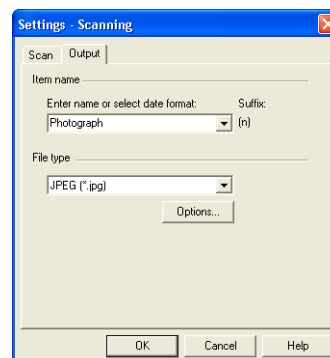 Settings - Scanning
Scan Output
Item name
Enter name or select date format: Suffix:
Photograph (n)
File type
JPEG (*.jpg)
Options...
OK Cancel Help